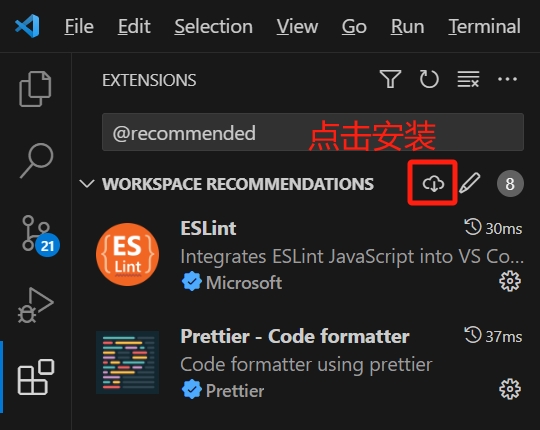 File Edit Selection View Go Run Terminal
EXTENSIONS
@recommended 点击安装
WORKSPACE RECOMMENDATIONS 8
21
ES
Lint
ESLint 30ms
Integrates ESLint JavaScript into VS Co...
Microsoft
Prettier - Code formatter 37ms
Code formatter using prettier
Prettier